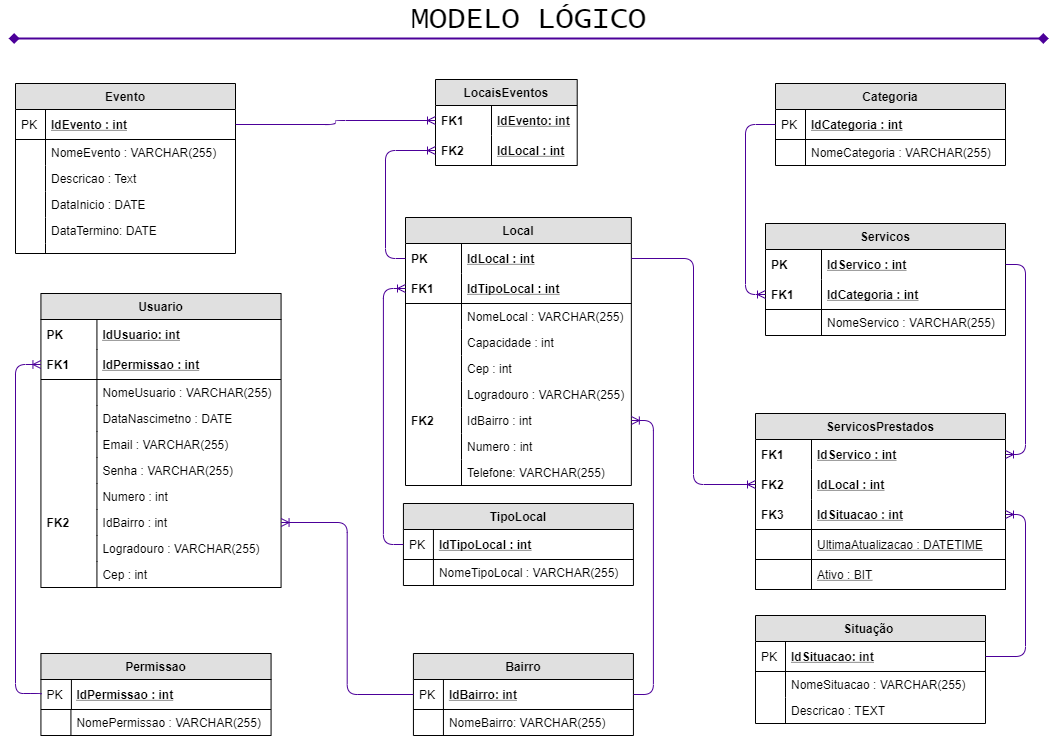 MODELO LÓGICO
Evento
PK IdEvento : int
NomeEvento : VARCHAR(255)
Descricao : Text
DataInicio : DATE
DataTermino: DATE
LocaisEventos
FK1 IdEvento: int
FK2 IdLocal : int
Categoria
PK IdCategoria : int
NomeCategoria : VARCHAR(255)
Local
PK IdLocal : int
FK1 IdTipoLocal : int
NomeLocal : VARCHAR(255)
Capacidade : int
Cep : int
Logradouro : VARCHAR(255)
FK2 IdBairro : int
Numero : int
Telefone: VARCHAR(255)
Servicos
PK IdServico : int
FK1 IdCategoria : int
NomeServico : VARCHAR(255)
Usuario
PK IdUsuario: int
FK1 IdPermissao : int
NomeUsuario : VARCHAR(255)
DataNascimetno : DATE
Email : VARCHAR(255)
Senha : VARCHAR(255)
Numero : int
FK2 IdBairro : int
Logradouro : VARCHAR(255)
Cep : int
ServicosPrestados
FK1 IdServico : int
FK2 IdLocal : int
FK3 IdSituacao : int
UltimaAtualizacao : DATETIME
Ativo : BIT
TipoLocal
PK IdTipoLocal : int
NomeTipoLocal : VARCHAR(255)
Situação
PK IdSituacao: int
NomeSituacao : VARCHAR(255)
Descricao : TEXT
Permissao
PK IdPermissao : int
NomePermissao : VARCHAR(255)
Bairro
PK IdBairro: int
NomeBairro: VARCHAR(255)